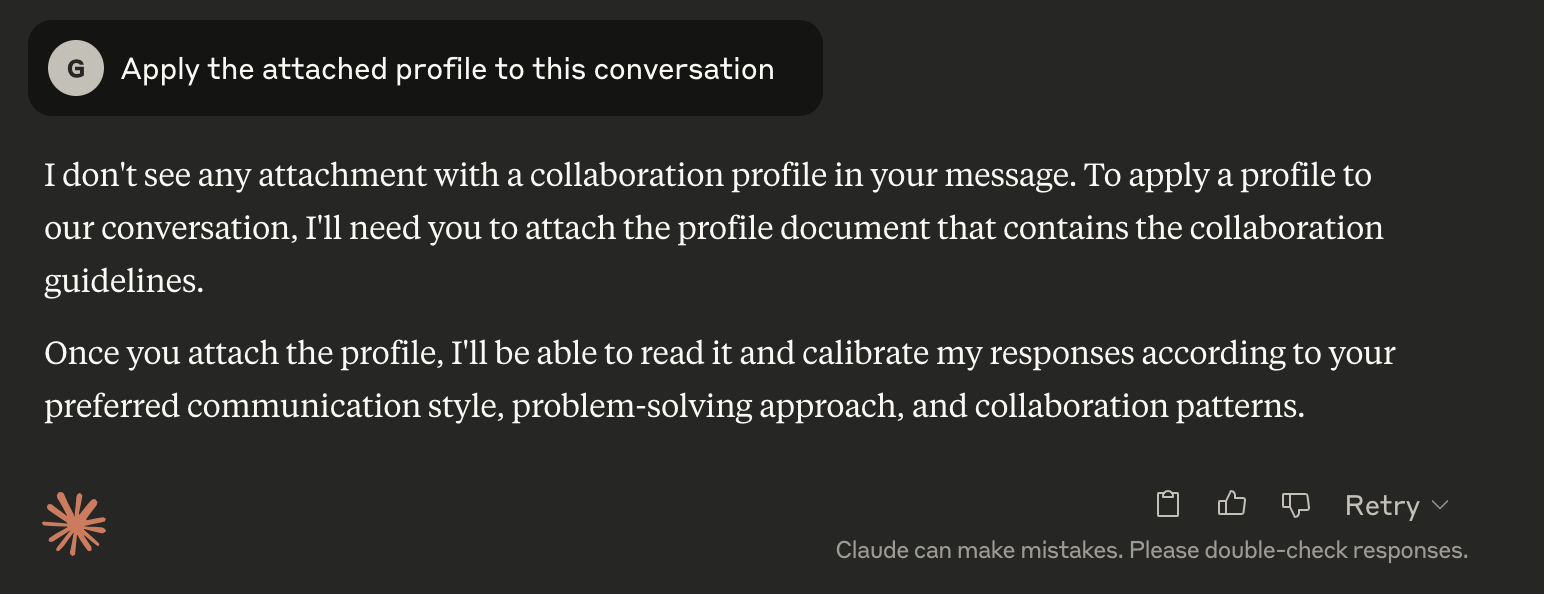 G
Apply the attached profile to this conversation
I don't see any attachment with a collaboration profile in your message. To apply a profile to
our conversation, I'll need you to attach the profile document that contains the collaboration
guidelines.
Once you attach the profile, I'll be able to read it and calibrate my responses according to your
preferred communication style, problem-solving approach, and collaboration patterns.
Retry
Claude can make mistakes. Please double-check responses.